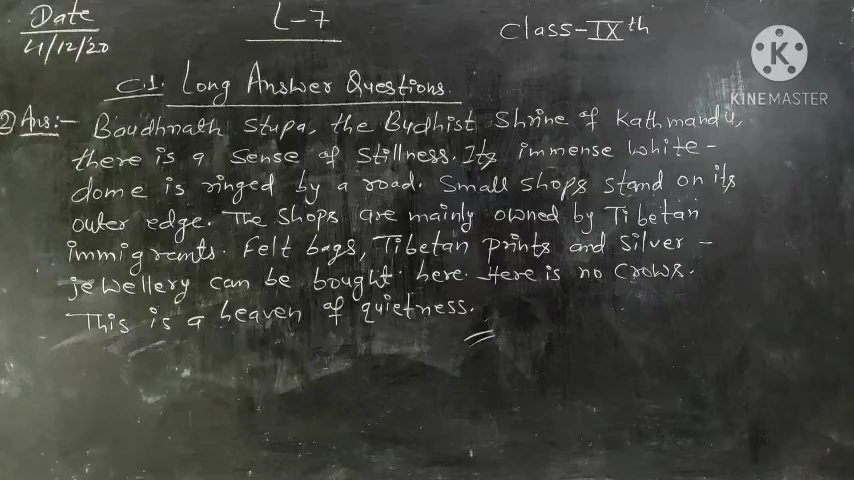 Date
L-7
Class-IXth
4/12/20
C.1. Long Answer Questions.
2) Ans:- Boudhnath Stupa, the Budhist Shrine of Kathmandu,
there is a sense of stillness. Its immense white-
dome is ringed by a road. Small shops stand on its
outer edge. The shops are mainly owned by Tibetan
immigrants. Felt bags, Tibetan prints and silver-
jewellery can be bought here. Here is no crows.
This is a heaven of quietness.
K
KINEMASTER